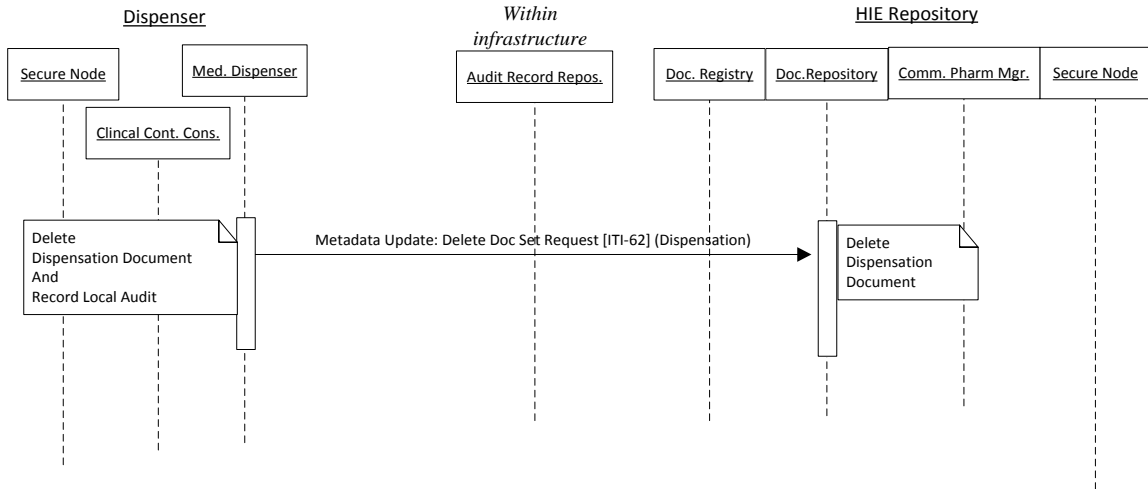 Dispenser
Within
infrastructure
HIE Repository
Secure Node
Med. Dispenser
Audit Record Repos.
Doc. Registry
Doc.Repository
Comm. Pharm Mgr.
Secure Node
Clincal Cont. Cons.
Delete
Dispensation Document
And
Record Local Audit
Metadata Update: Delete Doc Set Request [ITI-62] (Dispensation)
Delete
Dispensation
Document